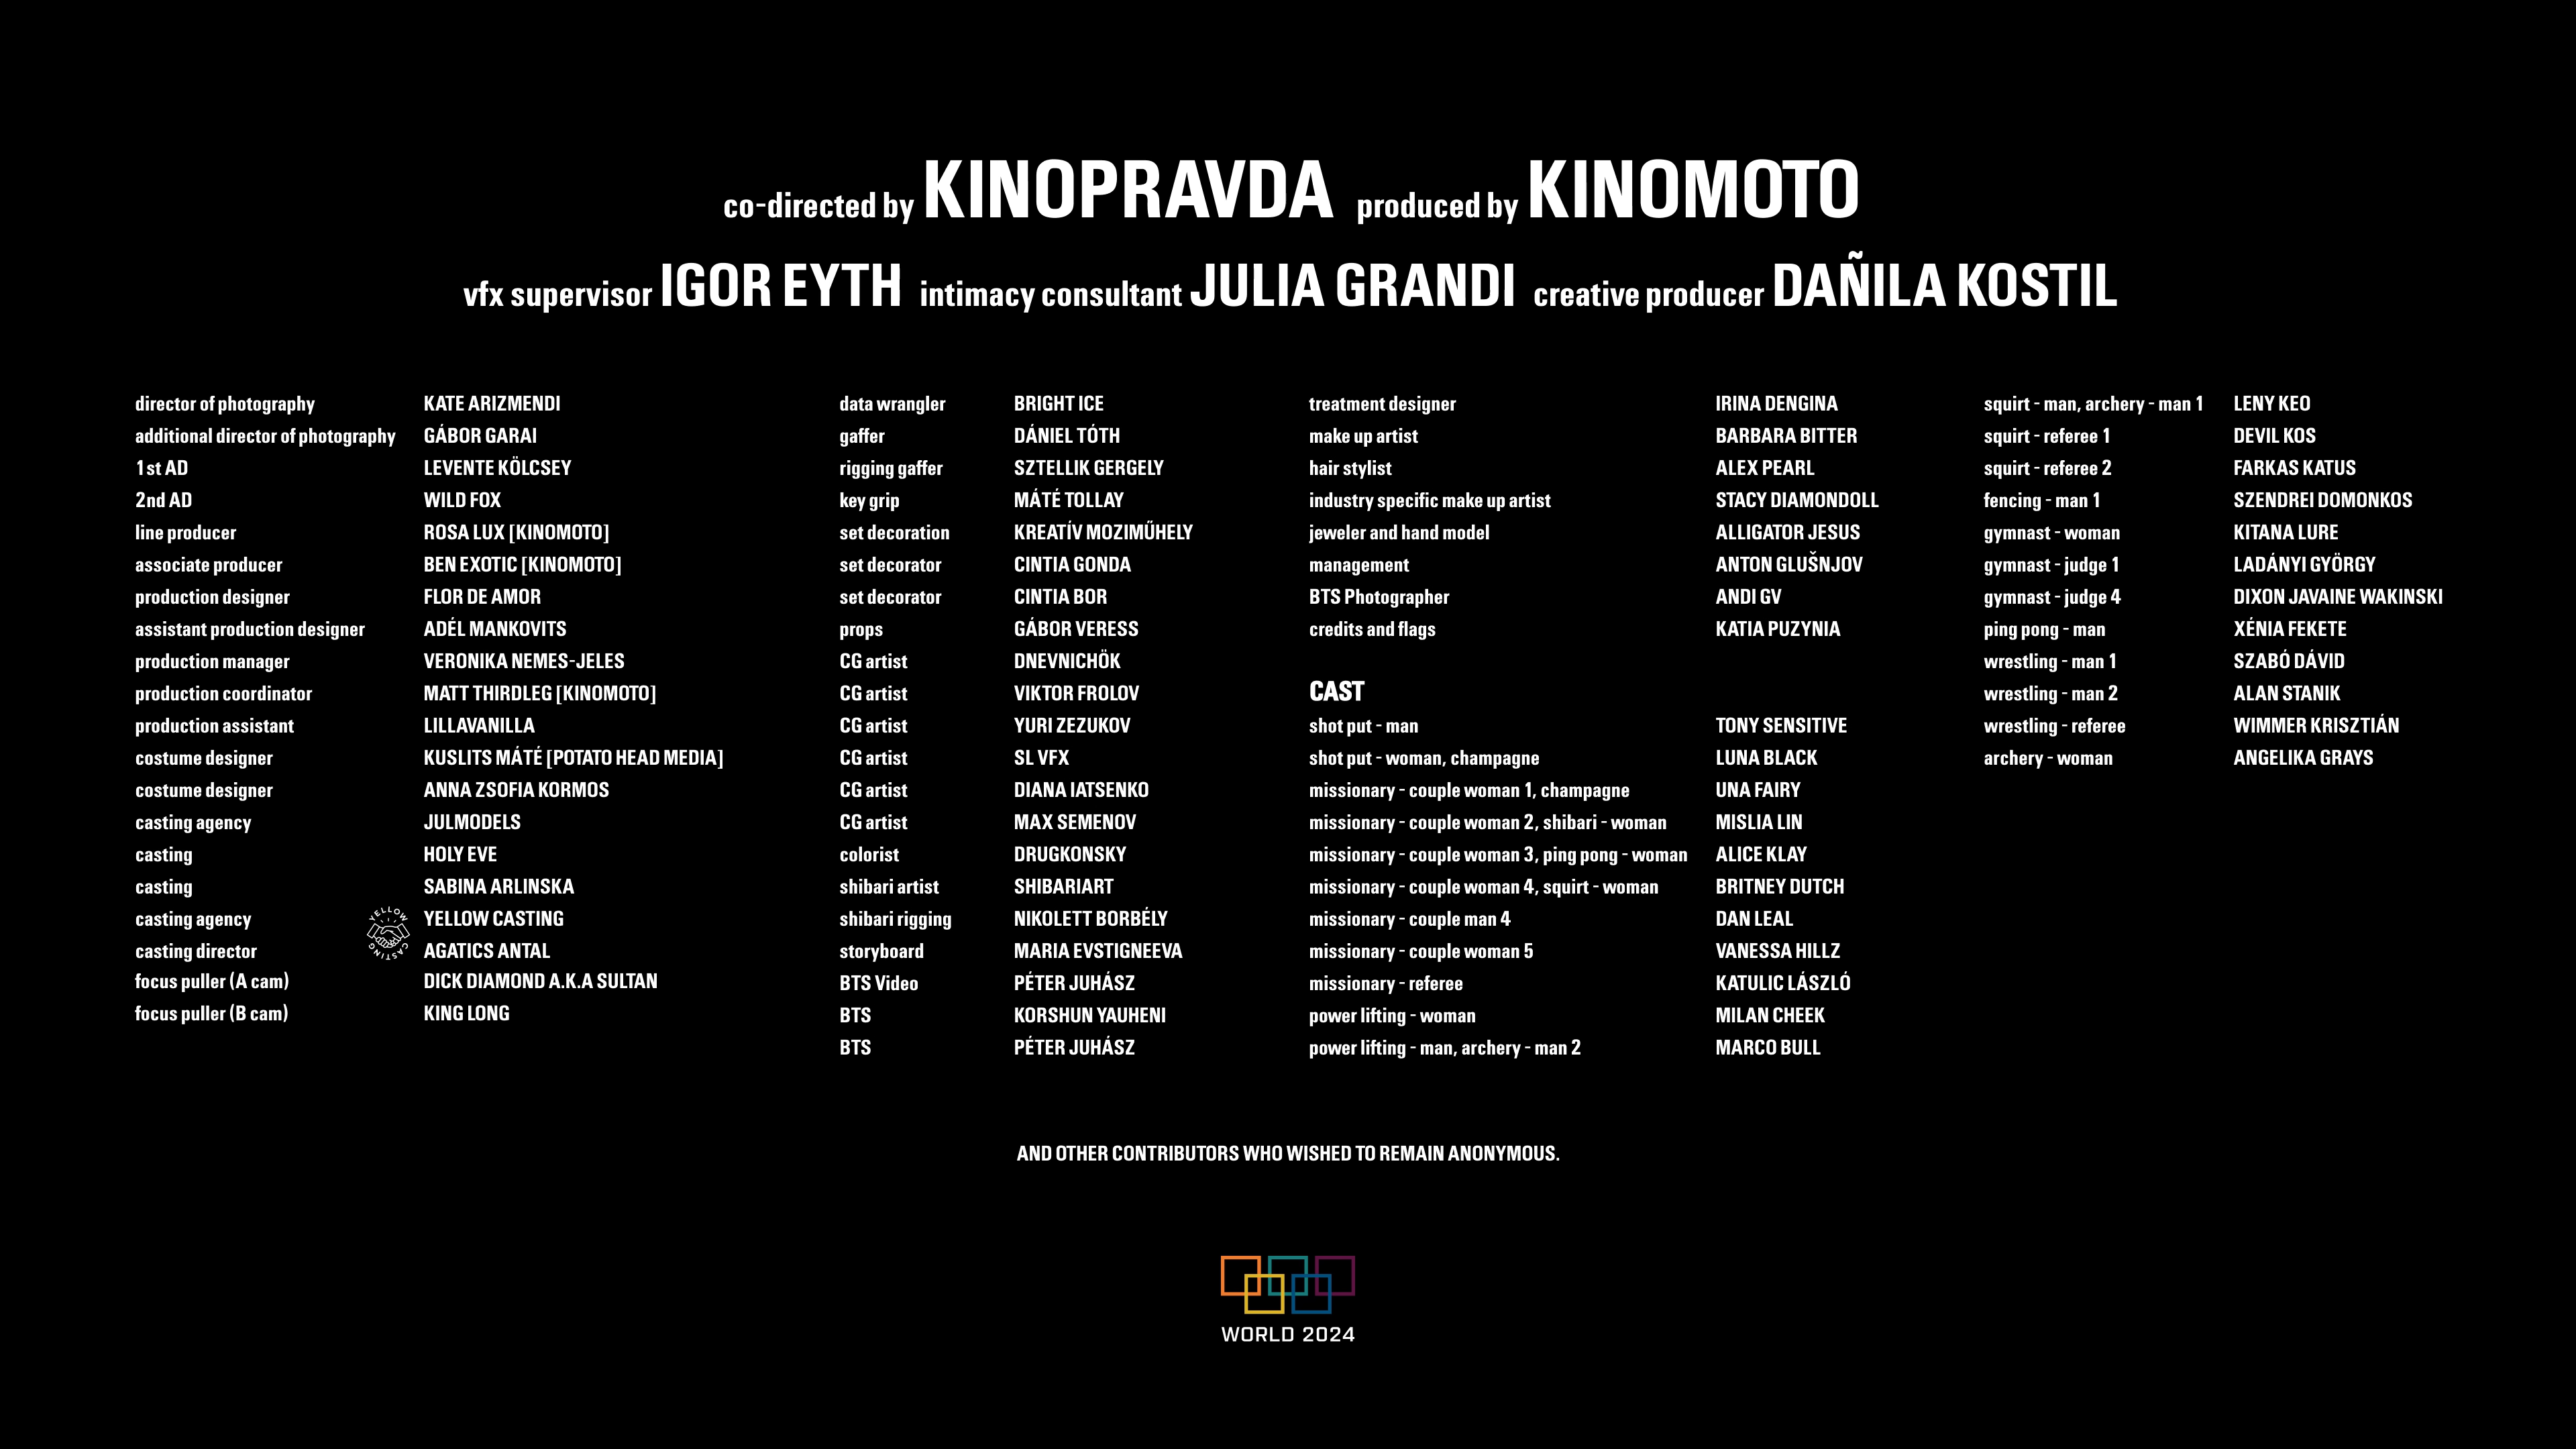 co-directed by KINOPRAVDA produced by KINOMOTO
vfx supervisor IGOR EYTH intimacy consultant JULIA GRANDI creative producer DAÑILA KOSTIL
director of photography KATE ARIZMENDI
additional director of photography GÁBOR GARAI
1st AD LEVENTE KÖLCSEY
2nd AD WILD FOX
line producer ROSA LUX [KINOMOTO]
associate producer BEN EXOTIC [KINOMOTO]
production designer FLOR DE AMOR
assistant production designer ADÉL MANKOVITS
production manager VERONIKA NEMES-JELES
production coordinator MATT THIRDLEG [KINOMOTO]
production assistant LILLAVANILLA
costume designer KUSLITS MÁTÉ [POTATO HEAD MEDIA]
costume designer ANNA ZSOFIA KORMOS
casting agency JULMODELS
casting HOLY EVE
casting SABINA ARLINSKA
casting agency YELLOW CASTING
casting director AGATICS ANTAL
YELLOW CASTING
focus puller (A cam) DICK DIAMOND A.K.A SULTAN
focus puller (B cam) KING LONG
data wrangler BRIGHT ICE
gaffer DÁNIEL TÓTH
rigging gaffer SZTELLIK GERGELY
key grip MÁTÉ TOLLAY
set decoration KREATÍV MOZIMŰHELY
set decorator CINTIA GONDA
set decorator CINTIA BOR
props GÁBOR VERESS
CG artist DNEVNICHÖK
CG artist VIKTOR FROLOV
CG artist YURI ZEZUKOV
CG artist SL VFX
CG artist DIANA IATSENKO
CG artist MAX SEMENOV
colorist DRUGKONSKY
shibari artist SHIBARIART
shibari rigging NIKOLETT BORBÉLY
storyboard MARIA EVSTIGNEEVA
BTS Video PÉTER JUHÁSZ
BTS KORSHUN YAUHENI
BTS PÉTER JUHÁSZ
treatment designer IRINA DENGINA
make up artist BARBARA BITTER
hair stylist ALEX PEARL
industry specific make up artist STACY DIAMONDOLL
jeweler and hand model ALLIGATOR JESUS
management ANTON GLUŠNJOV
BTS Photographer ANDI GV
credits and flags KATIA PUZYNIA
CAST
shot put - man TONY SENSITIVE
shot put - woman, champagne LUNA BLACK
missionary - couple woman 1, champagne UNA FAIRY
missionary - couple woman 2, shibari - woman MISLIA LIN
missionary - couple woman 3, ping pong - woman ALICE KLAY
missionary - couple woman 4, squirt - woman BRITNEY DUTCH
missionary - couple man 4 DAN LEAL
missionary - couple woman 5 VANESSA HILLZ
missionary - referee KATULIC LÁSZLÓ
power lifting - woman MILAN CHEEK
power lifting - man, archery - man 2 MARCO BULL
squirt - man, archery - man 1 LENY KEO
squirt - referee 1 DEVIL KOS
squirt - referee 2 FARKAS KATUS
fencing - man 1 SZENDREI DOMONKOS
gymnast - woman KITANA LURE
gymnast - judge 1 LADÁNYI GYÖRGY
gymnast - judge 4 DIXON JAVAINE WAKINSKI
ping pong - man XÉNIA FEKETE
wrestling - man 1 SZABÓ DÁVID
wrestling - man 2 ALAN STANIK
wrestling - referee WIMMER KRISZTIÁN
archery - woman ANGELIKA GRAYS
AND OTHER CONTRIBUTORS WHO WISHED TO REMAIN ANONYMOUS.
WORLD 2024